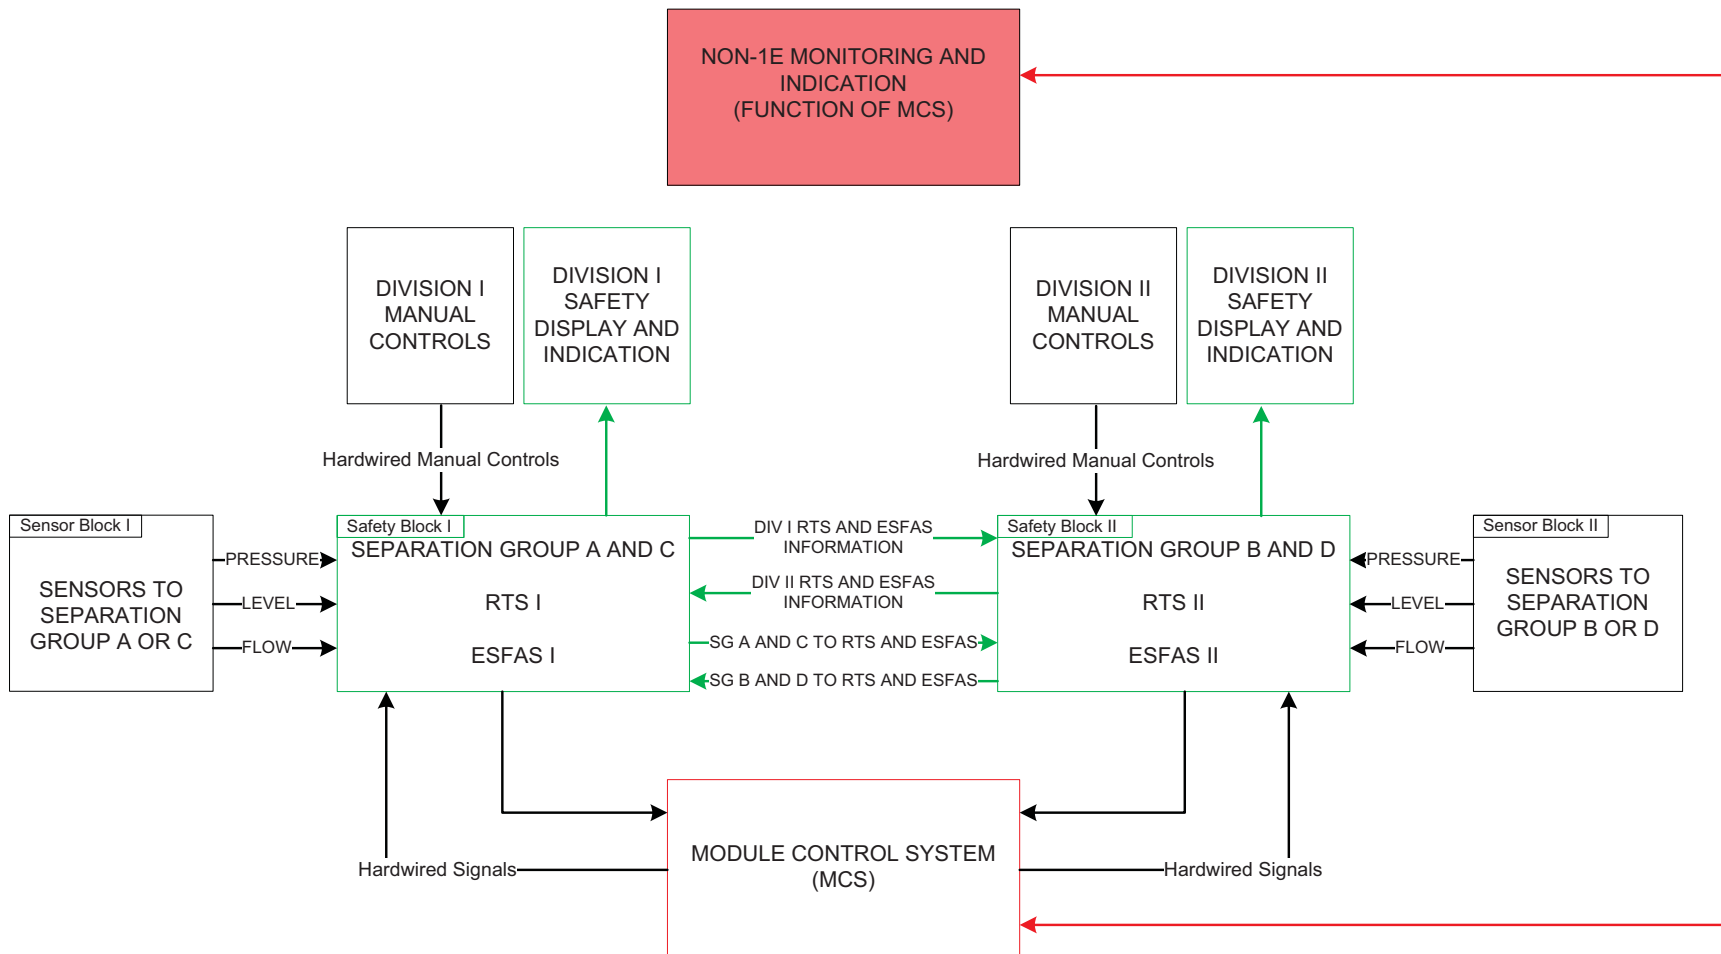 NON-1E MONITORING AND
INDICATION
(FUNCTION OF MCS)
DIVISION I
MANUAL
CONTROLS
DIVISION I
SAFETY
DISPLAY AND
INDICATION
DIVISION II
MANUAL
CONTROLS
DIVISION II
SAFETY
DISPLAY AND
INDICATION
Hardwired Manual Controls
Hardwired Manual Controls
Sensor Block I
SENSORS TO
SEPARATION
GROUP A OR C
PRESSURE
LEVEL
FLOW
Safety Block I
SEPARATION GROUP A AND C
RTS I
ESFAS I
DIV I RTS AND ESFAS
INFORMATION
DIV II RTS AND ESFAS
INFORMATION
SG A AND C TO RTS AND ESFAS
SG B AND D TO RTS AND ESFAS
Safety Block II
SEPARATION GROUP B AND D
RTS II
ESFAS II
PRESSURE
LEVEL
FLOW
Sensor Block II
SENSORS TO
SEPARATION
GROUP B OR D
Hardwired Signals
MODULE CONTROL SYSTEM
(MCS)
Hardwired Signals